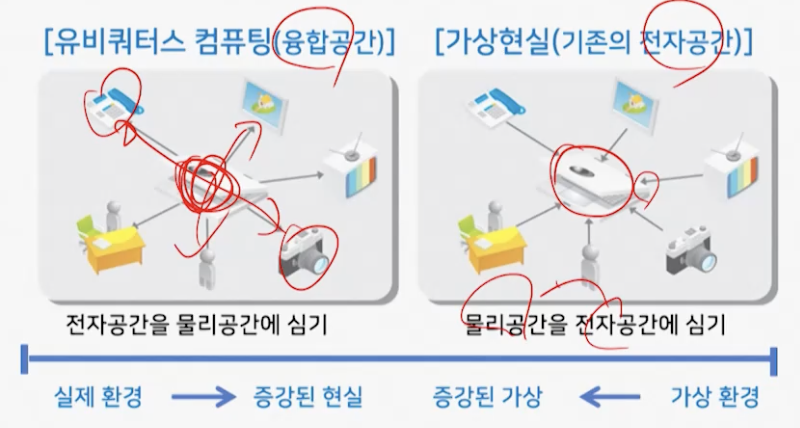 [유비쿼터스 컴퓨팅(융합공간)]
[가상현실(기존의 전자공간)]
전자공간을 물리공간에 심기
물리공간을 전자공간에 심기
실제 환경 → 증강된 현실
증강된 가상 ← 가상 환경